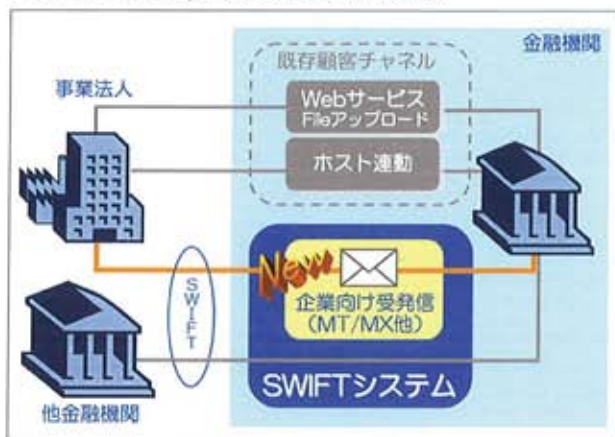 金融機関
既存顧客チャネル
事業法人
Webサービス
Fileアップロード
ホスト連動
New
企業向け受発信
(MT/MX他)
SWIFT
SWIFTシステム
他金融機関